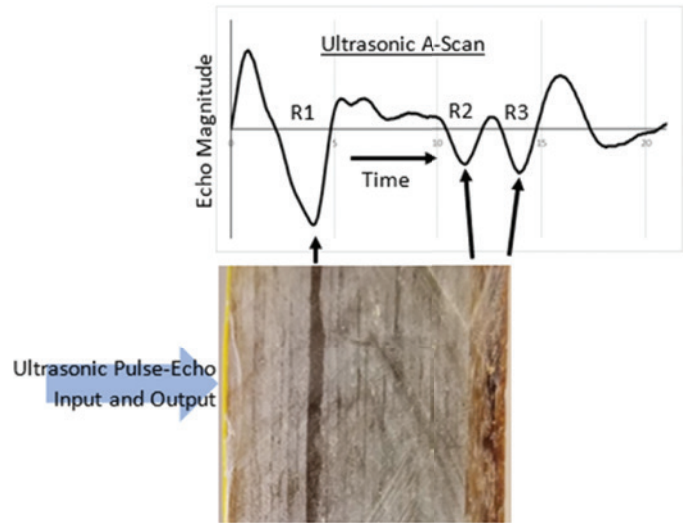 Ultrasonic A-Scan
Echo Magnitude
R1
R2
R3
0
5
10
15
20
Time
Ultrasonic Pulse-Echo
Input and Output